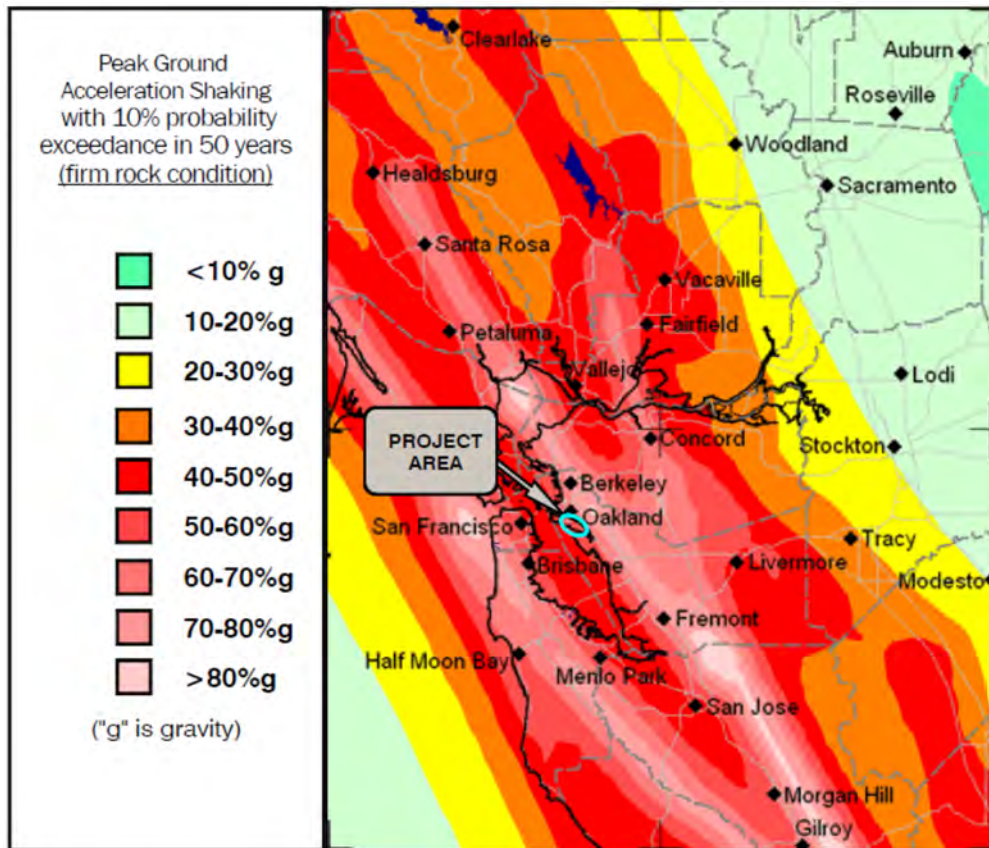 Peak Ground
Acceleration Shaking
with 10% probability
exceedance in 50 years
(firm rock condition)
<10% g
10-20%g
20-30%g
30-40%g
40-50%g
50-60%g
60-70%g
70-80%g
>80%g
("g" is gravity)
Clearlake
Auburn
Roseville
Woodland
Healdsburg
Sacramento
Santa Rosa
Vacaville
Petaluma
Fairfield
Vallejo
Lodi
PROJECT
AREA
Concord
Stockton
Berkeley
San Francisco
Oakland
Tracy
Brisbane
Livermore
Modesto
Fremont
Half Moon Bay
Menlo Park
San Jose
Morgan Hill
Gilroy